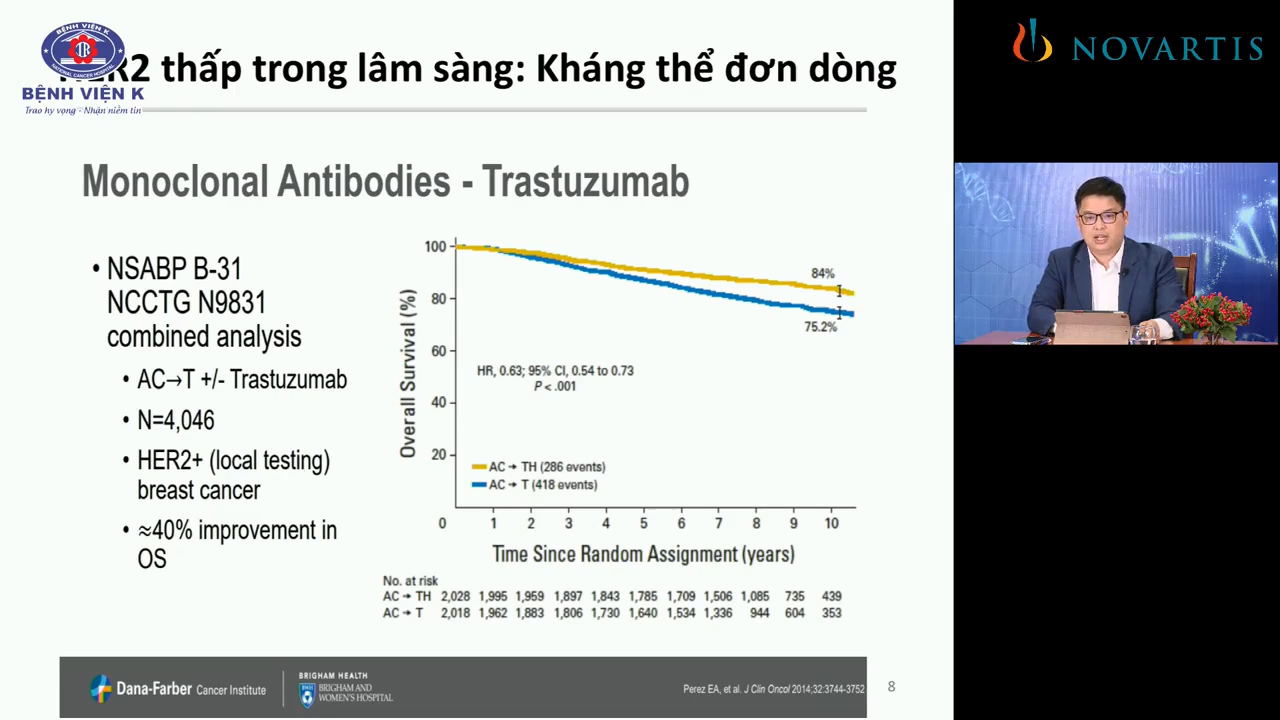 BỆNH VIỆN K
NATIONAL CANCER HOSPITAL
BỆNH VIỆN K
Trao hy vọng - Nhận niềm tin
HER2 thấp trong lâm sàng: Kháng thể đơn dòng
NOVARTIS
Monoclonal Antibodies - Trastuzumab
• NSABP B-31
NCCTG N9831
combined analysis
• AC→T +/- Trastuzumab
• N=4,046
• HER2+ (local testing)
breast cancer
• ≈40% improvement in
OS
Overall Survival (%)
100
80
60
40
20
0
84%
75.2%
HR, 0.63; 95% CI, 0.54 to 0.73
P < .001
AC → TH (286 events)
AC → T (418 events)
1 2 3 4 5 6 7 8 9 10
Time Since Random Assignment (years)
No. at risk
AC → TH 2,028 1,995 1,959 1,897 1,843 1,785 1,709 1,506 1,085 735 439
AC → T 2,018 1,962 1,883 1,806 1,730 1,640 1,534 1,336 944 604 353
Dana-Farber Cancer Institute
BRIGHAM HEALTH
BRIGHAM AND
WOMEN'S HOSPITAL
Perez EA, et al. J Clin Oncol 2014;32:3744-3752
8